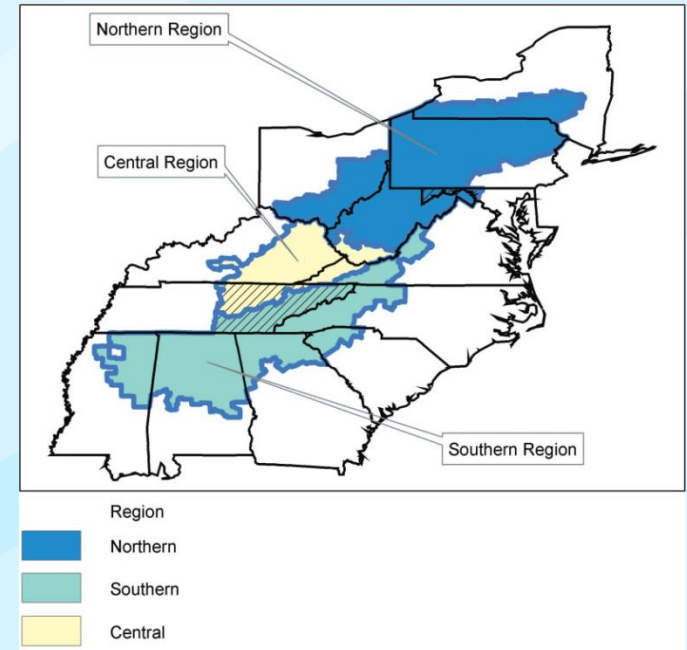 Northern Region
Central Region
Southern Region
Region
Northern
Southern
Central